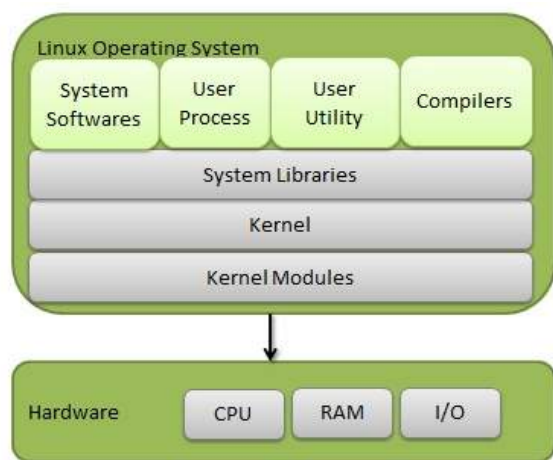 Linux Operating System
System
Softwares
User
Process
User
Utility
Compilers
System Libraries
Kernel
Kernel Modules
Hardware
CPU
RAM
I/O